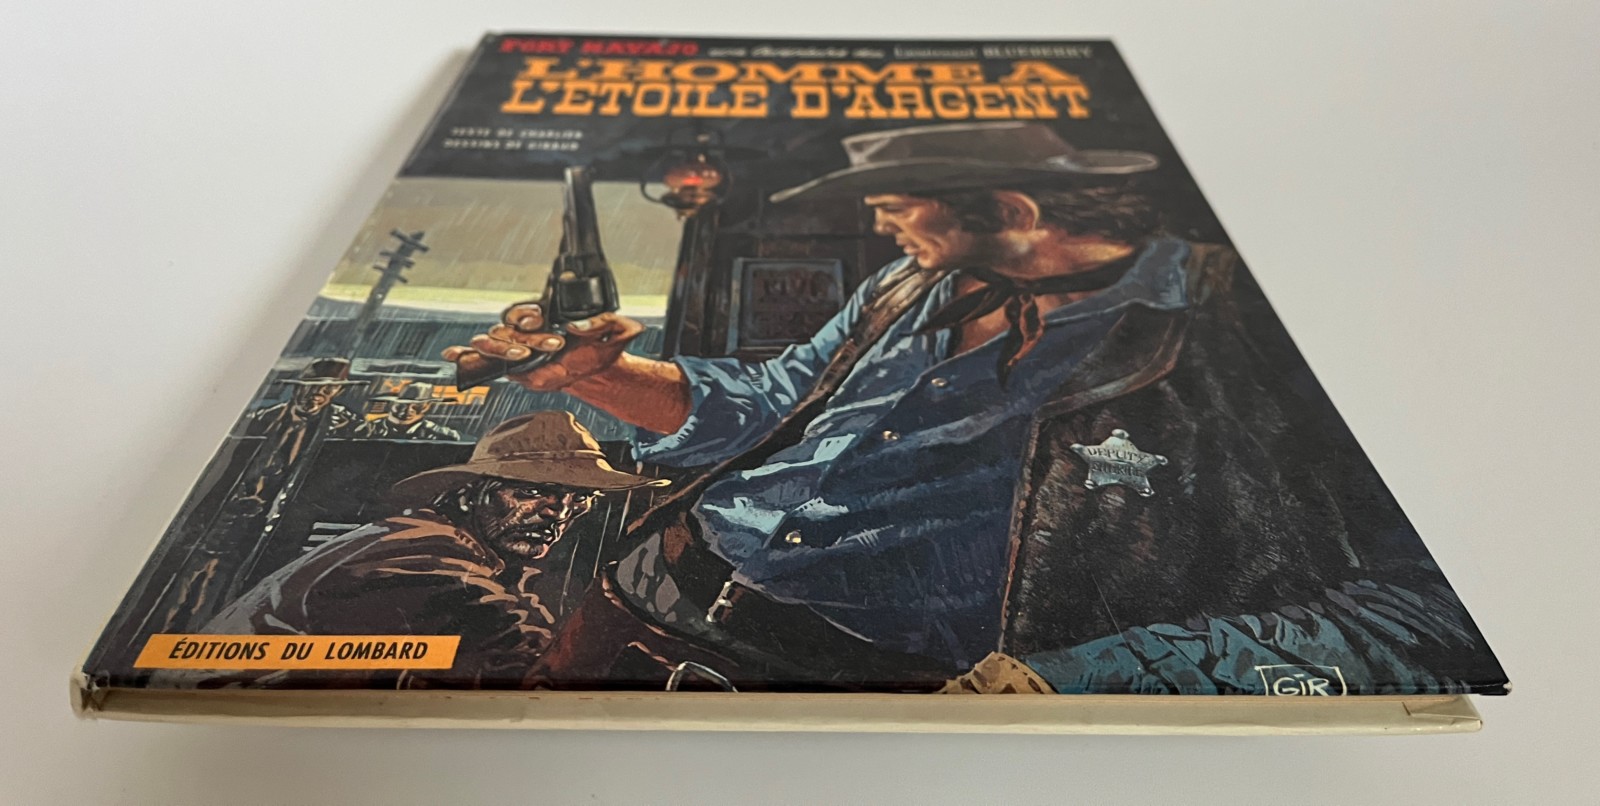 FORT NAVAJO une aventure du Lieutenant BLUEBERRY
L'HOMME A
L'ETOILE D'ARGENT
TEXTE DE CHARLIER
DESSINS DE GIRAUD
DEPUTY
SHERIFF
ÉDITIONS DU LOMBARD
GIR